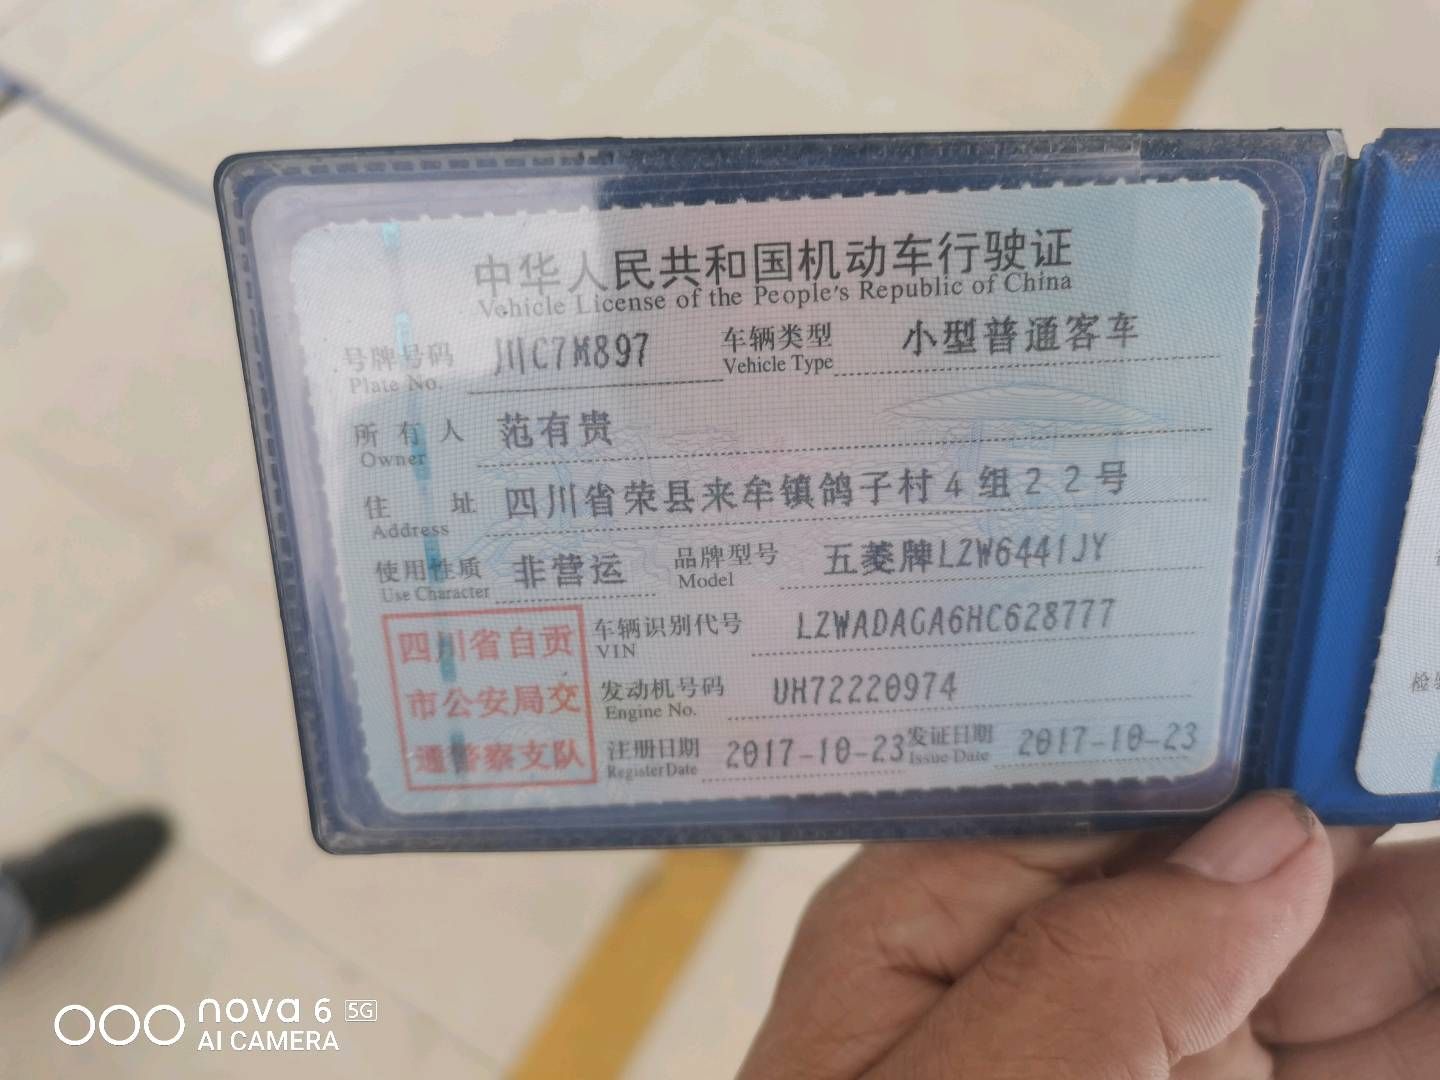 中华人民共和国机动车行驶证
Vehicle License of the People's Republic of China
号牌号码 川C7M897 车辆类型 小型普通客车
Plate No. Vehicle Type
所有人 范有贵
Owner
住址 四川省荣县来牟镇鸽子村4组22号
Address
使用性质 非营运 品牌型号 五菱牌LZW6441JY
Use Character Model
四川省自贡
市公安局交
通警察支队
车辆识别代号 LZWADAGA6HC628777
VIN
发动机号码 UH72220974
Engine No.
注册日期 2017-10-23 发证日期 2017-10-23
Register Date Issue Date
检验
nova 6 5G
AI CAMERA